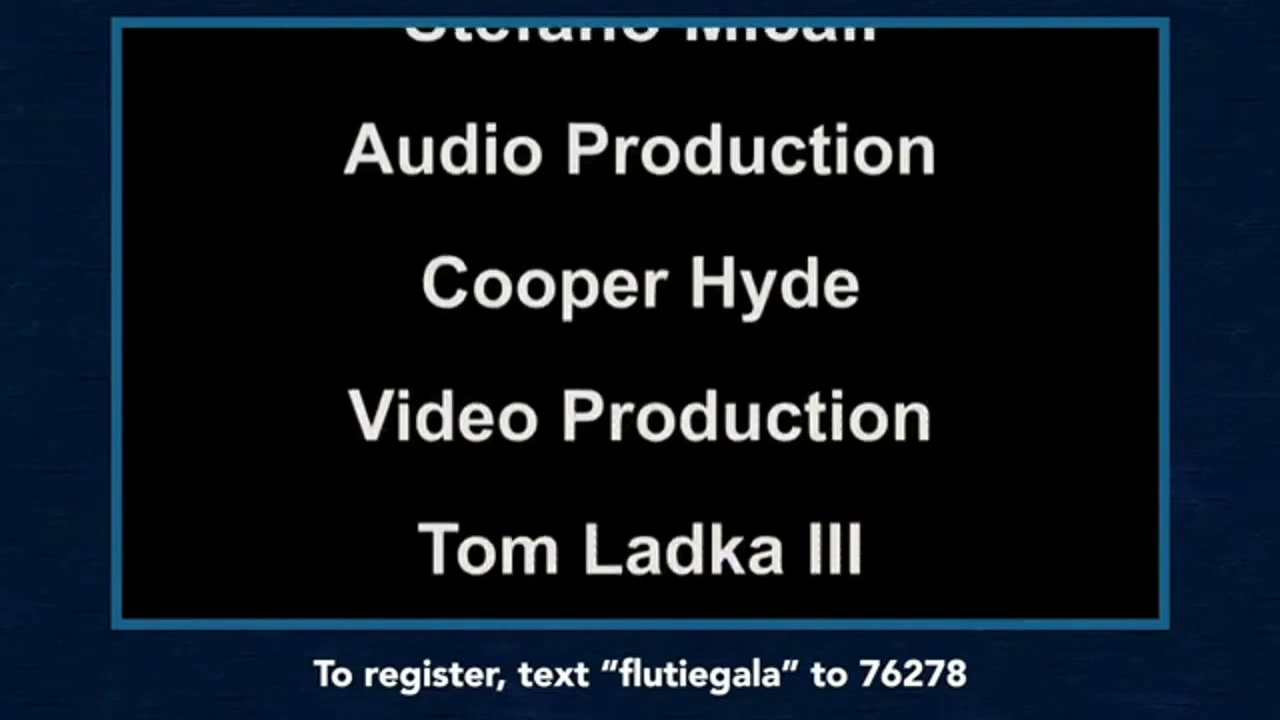 Audio Production
Cooper Hyde
Video Production
Tom Ladka III
To register, text “flutiegala” to 76278